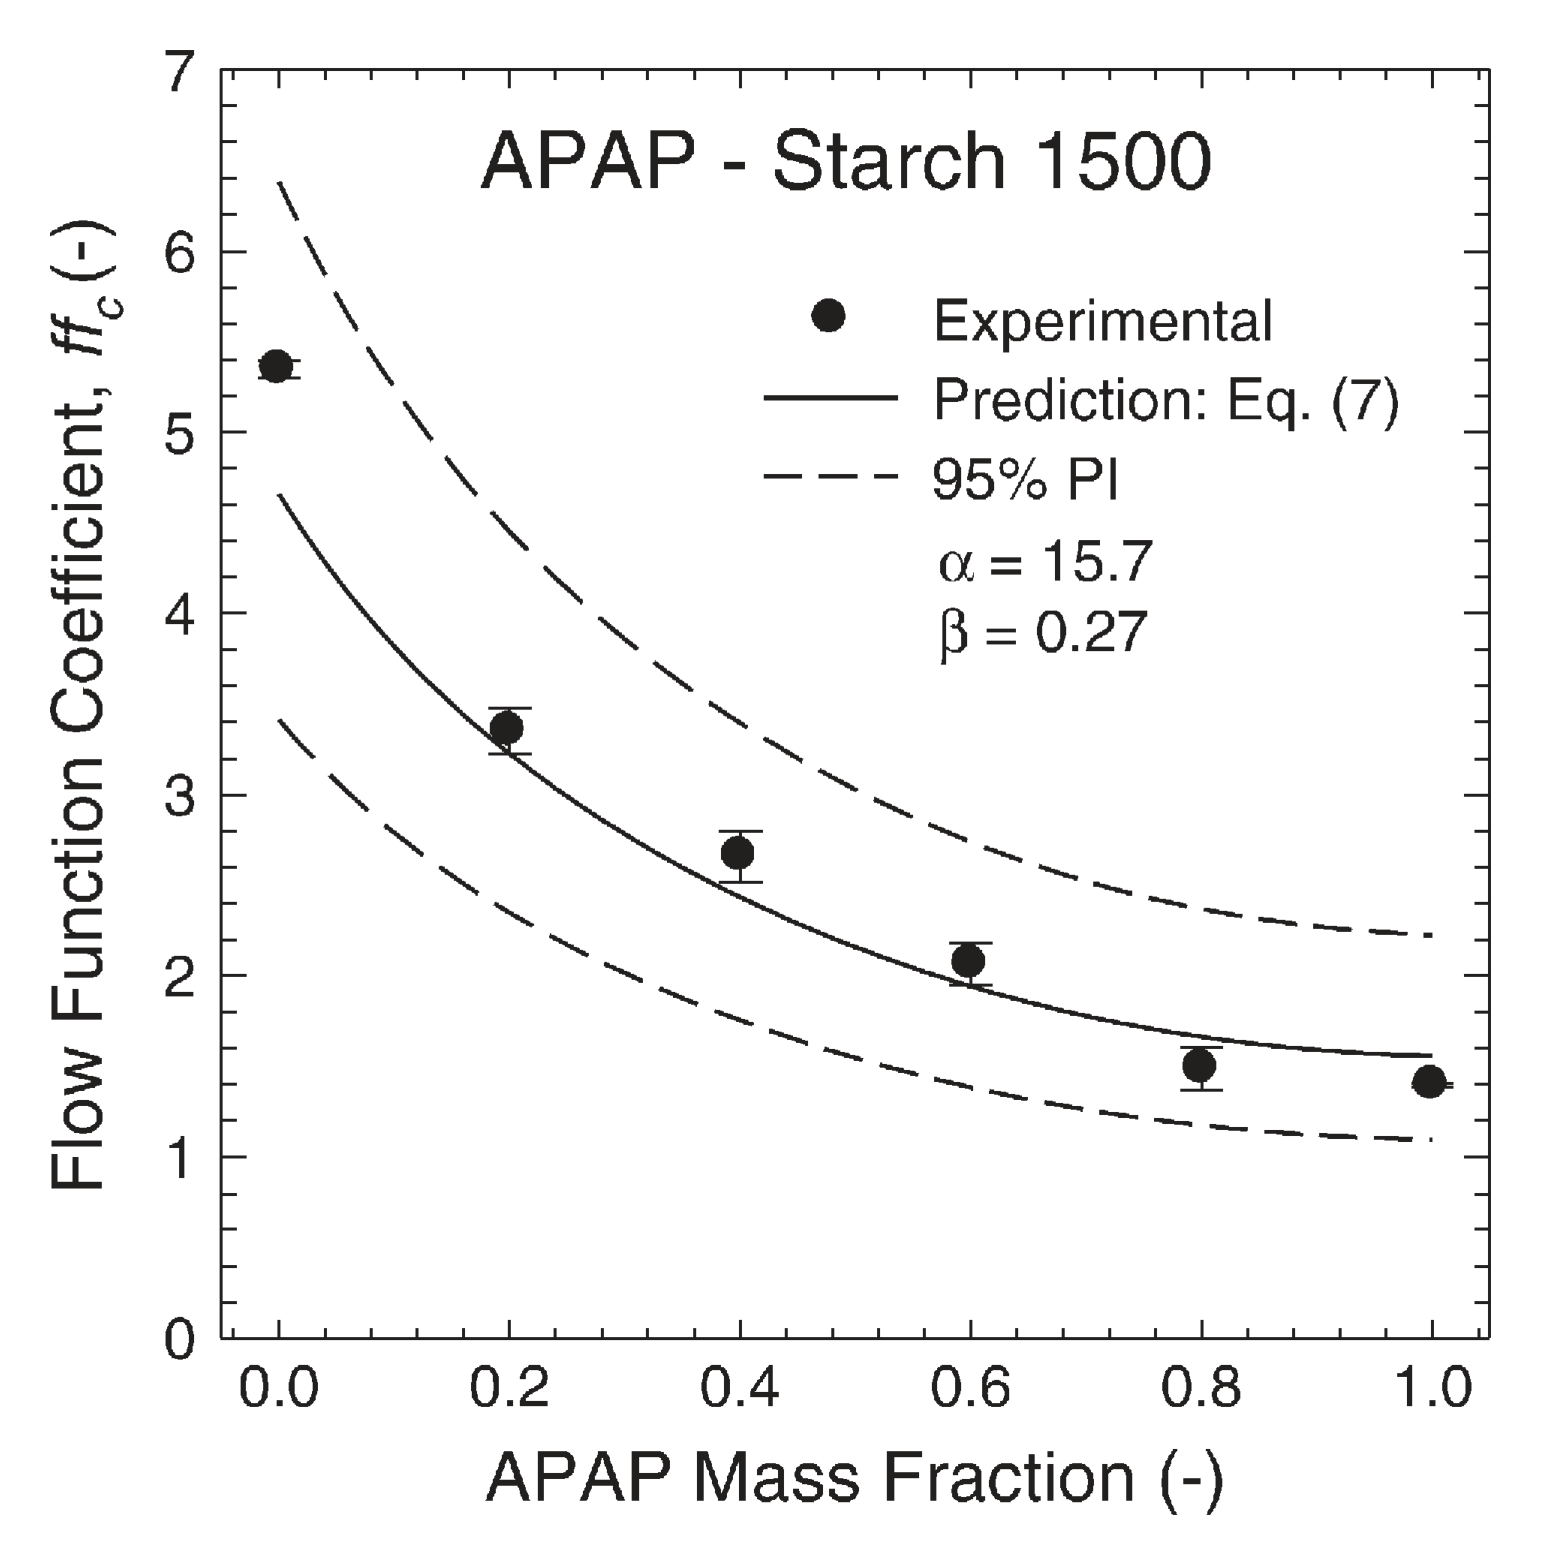 APAP - Starch 1500
Experimental
Prediction: Eq. (7)
95% PI
α = 15.7
β = 0.27
Flow Function Coefficient, ff_c (-)
7
6
5
4
3
2
1
0
0.0 0.2 0.4 0.6 0.8 1.0
APAP Mass Fraction (-)